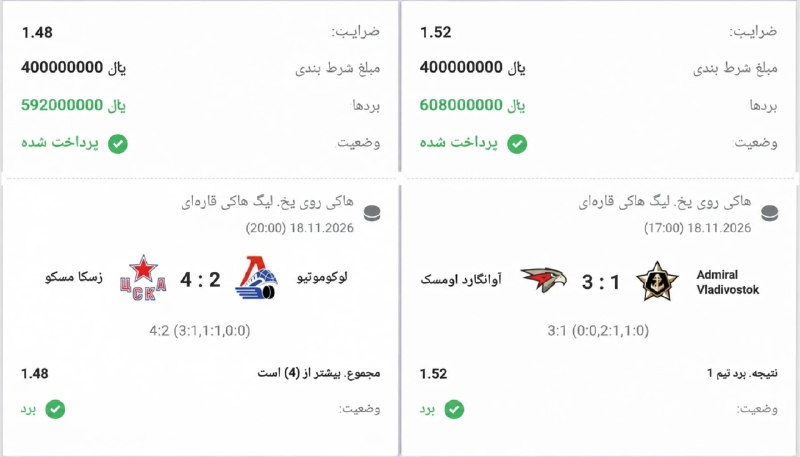 ضرایب: 1.52
مبلغ شرط بندی 400000000 ﷼
بردها 608000000 ﷼
وضعیت: پرداخت شده
هاکی روی یخ. لیگ هاکی قاره‌ای
18.11.2026 (17:00)
Admiral Vladivostok
3 : 1
آوانگارد اومسک
3:1 (0:0,2:1,1:0)
نتیجه. برد تیم 1 1.52
وضعیت: برد
ضرایب: 1.48
مبلغ شرط بندی 400000000 ﷼
بردها 592000000 ﷼
وضعیت: پرداخت شده
هاکی روی یخ. لیگ هاکی قاره‌ای
18.11.2026 (20:00)
لوکوموتیو
4 : 2
زسکا مسکو
ЦСКА
4:2 (3:1,1:1,0:0)
مجموع. بیشتر از (4) است 1.48
وضعیت: برد